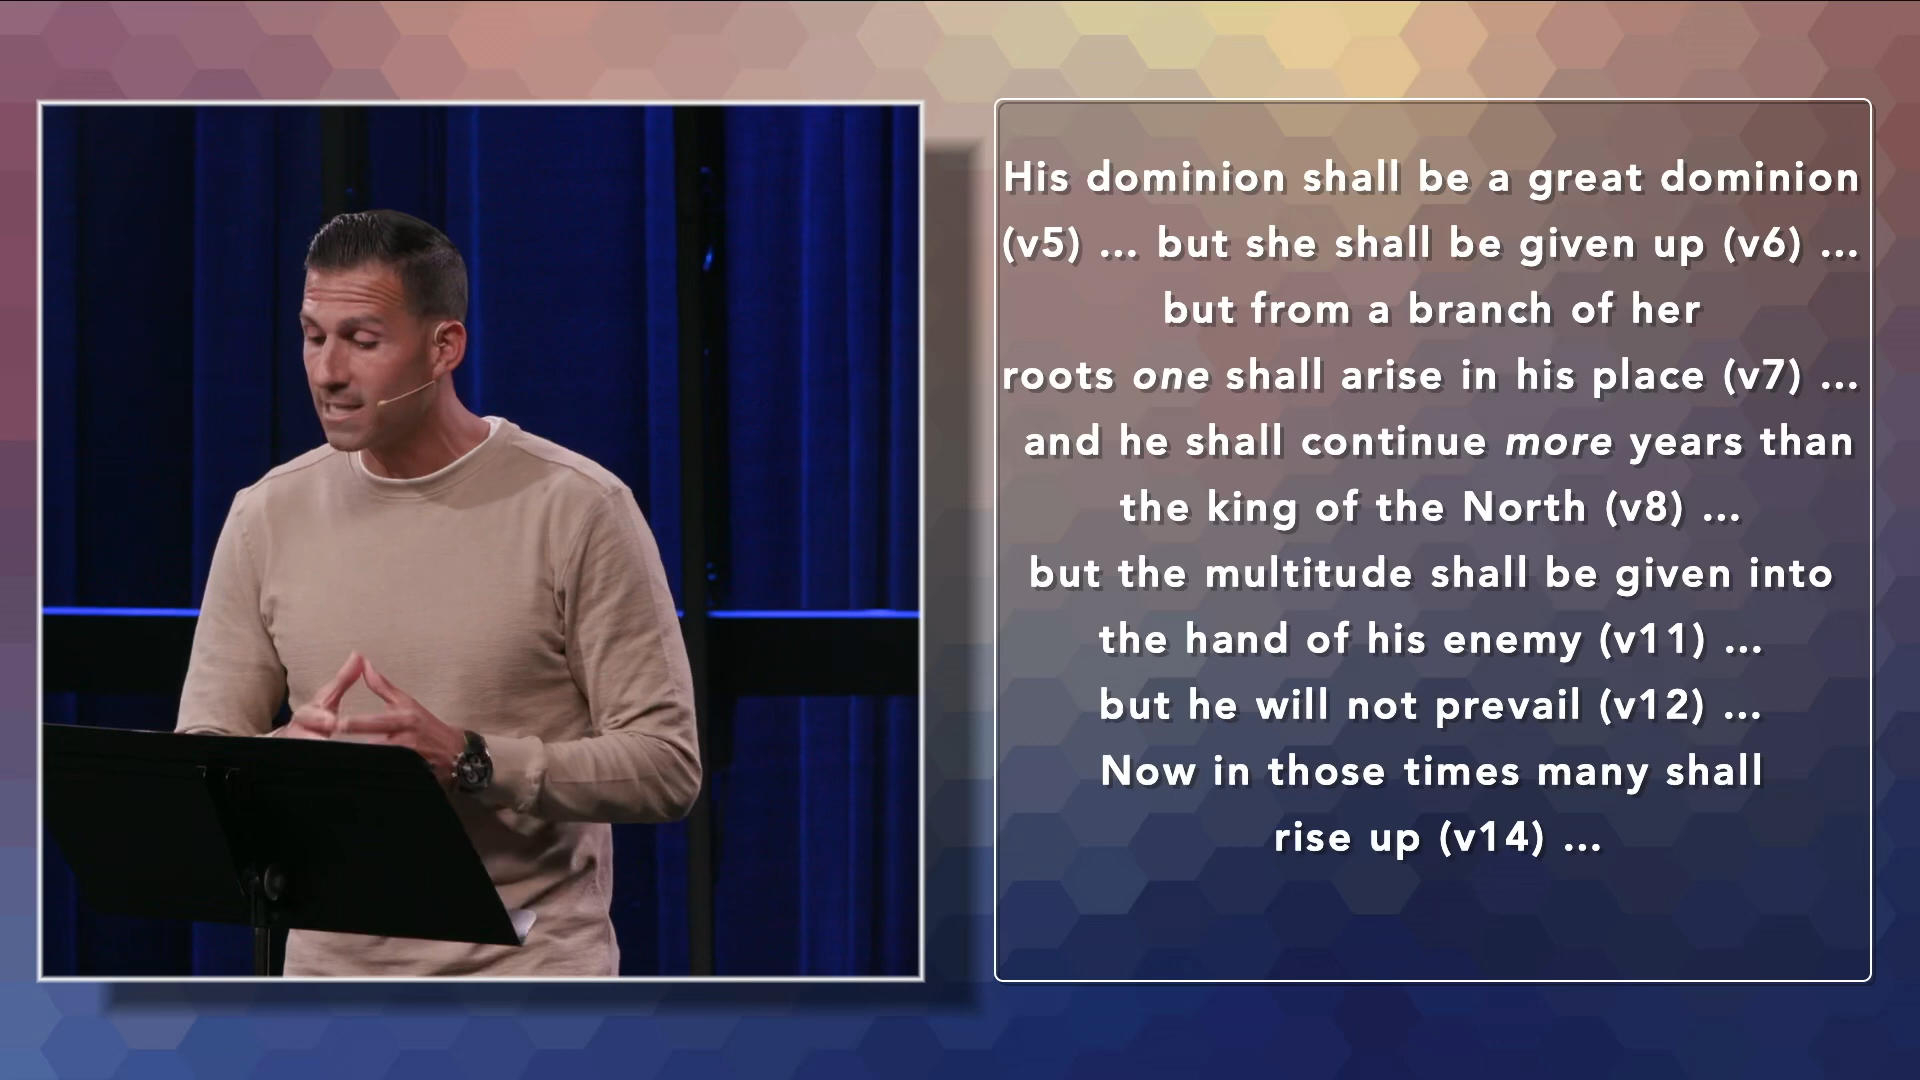 His dominion shall be a great dominion
(v5) ... but she shall be given up (v6) ...
but from a branch of her
roots one shall arise in his place (v7) ...
and he shall continue more years than
the king of the North (v8) ...
but the multitude shall be given into
the hand of his enemy (v11) ...
but he will not prevail (v12) ...
Now in those times many shall
rise up (v14) ...